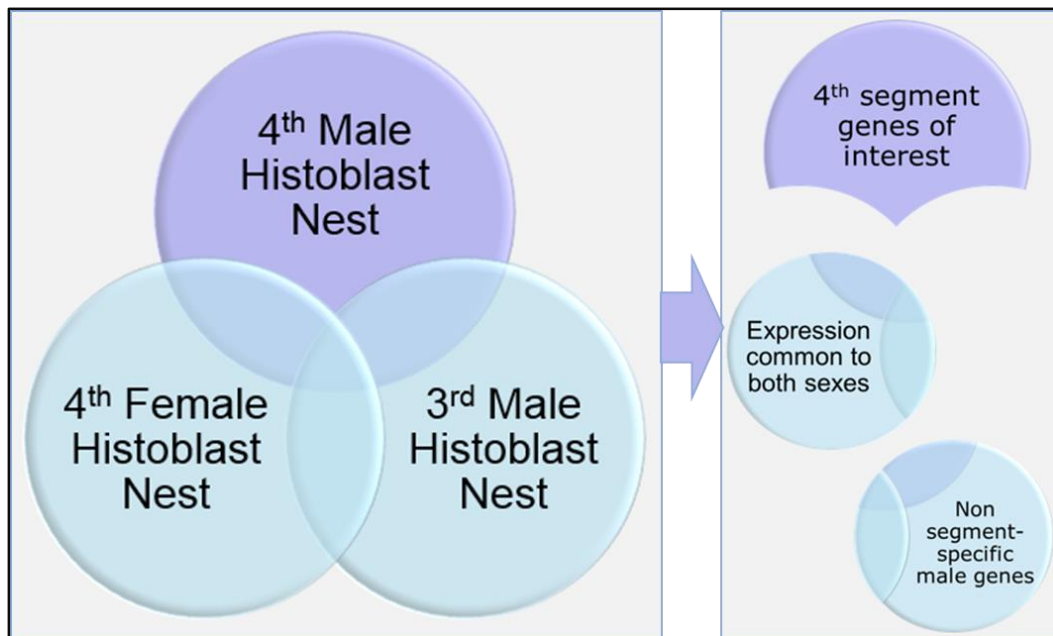 4th Male
Histoblast
Nest
4th Female
Histoblast
Nest
3rd Male
Histoblast
Nest
4th segment
genes of
interest
Expression
common to
both sexes
Non
segment-
specific
male genes